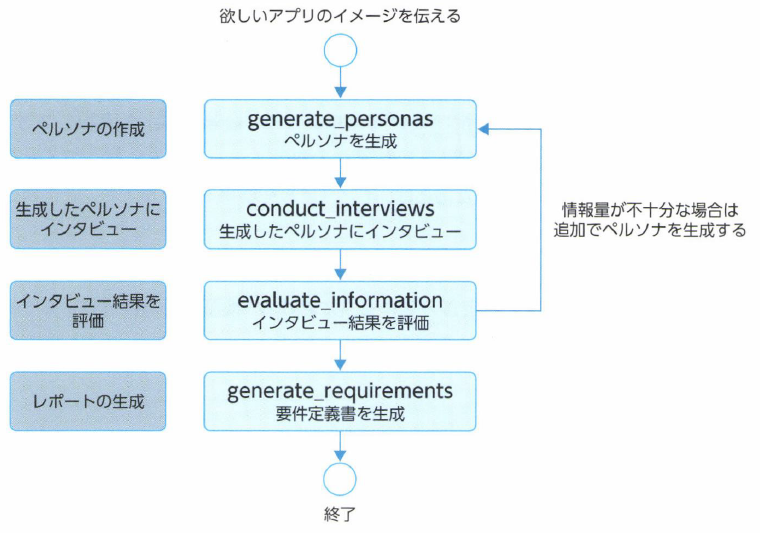 欲しいアプリのイメージを伝える
ペルソナの作成
generate_personas
ペルソナを生成
生成したペルソナに
インタビュー
conduct_interviews
生成したペルソナにインタビュー
情報量が不十分な場合は
追加でペルソナを生成する
インタビュー結果を
評価
evaluate_information
インタビュー結果を評価
レポートの生成
generate_requirements
要件定義書を生成
終了